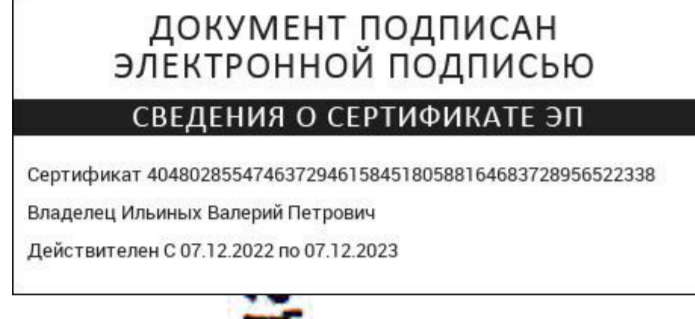 ДОКУМЕНТ ПОДПИСАН
ЭЛЕКТРОННОЙ ПОДПИСЬЮ
СВЕДЕНИЯ О СЕРТИФИКАТЕ ЭП
Сертификат 404802855474637294615845180588164683728956522338
Владелец Ильиных Валерий Петрович
Действителен С 07.12.2022 по 07.12.2023